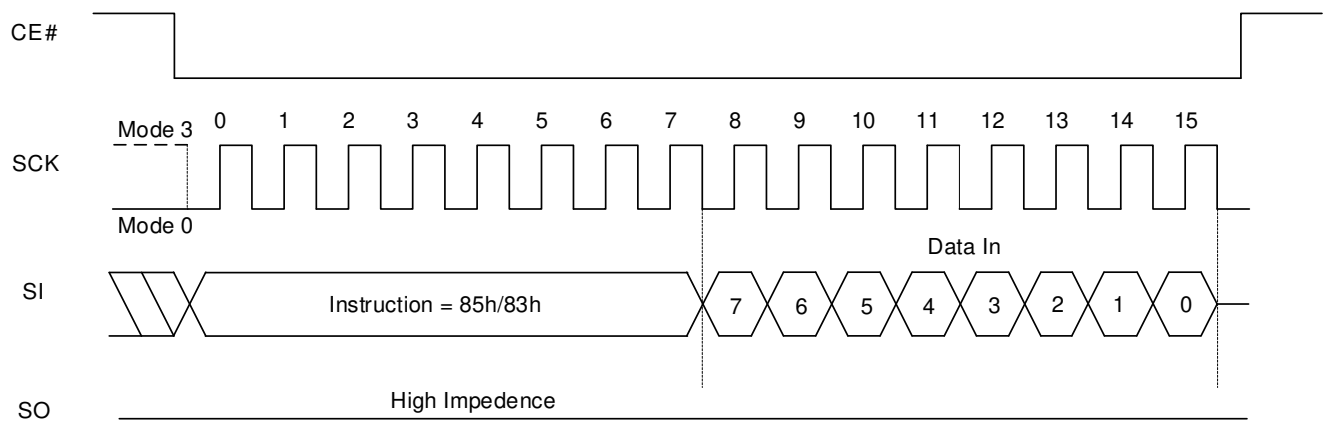 CE#
Mode 3 0 1 2 3 4 5 6 7 8 9 10 11 12 13 14 15
SCK
Mode 0
Data In
SI Instruction = 85h/83h 7 6 5 4 3 2 1 0
High Impedence
SO